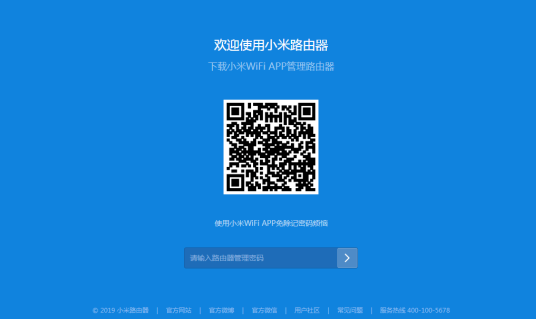 欢迎使用小米路由器
下载小米WiFi APP管理路由器
使用小米WiFi APP免除记密码烦恼
请输入路由器管理密码
© 2019 小米路由器 | 官方网站 | 官方微博 | 官方微信 | 用户社区 | 常见问题 | 服务热线 400-100-5678